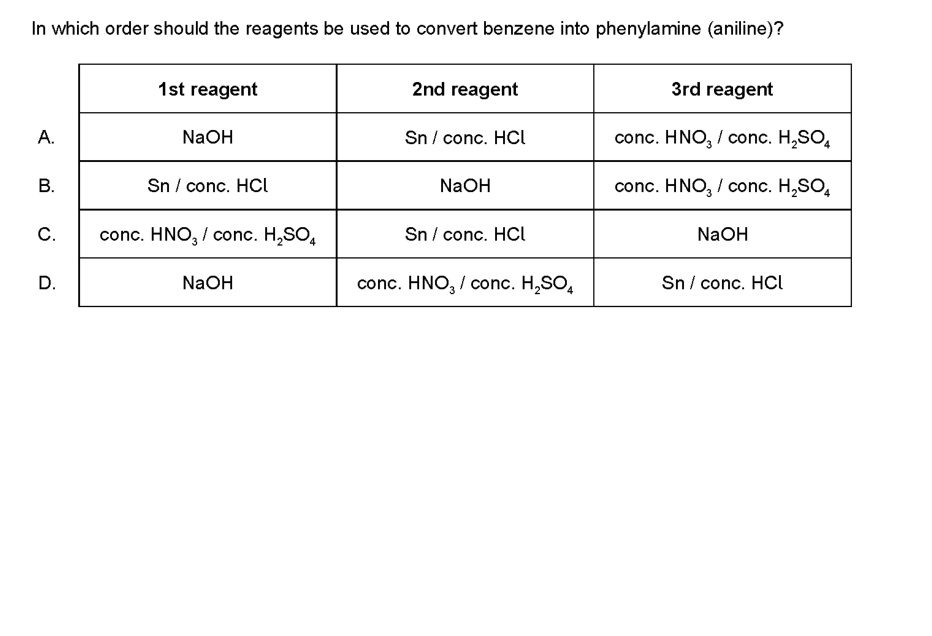 In which order should the reagents be used to convert benzene into phenylamine (aniline)?
1st reagent 2nd reagent 3rd reagent
A. NaOH Sn / conc. HCl conc. HNO₃ / conc. H₂SO₄
B. Sn / conc. HCl NaOH conc. HNO₃ / conc. H₂SO₄
C. conc. HNO₃ / conc. H₂SO₄ Sn / conc. HCl NaOH
D. NaOH conc. HNO₃ / conc. H₂SO₄ Sn / conc. HCl